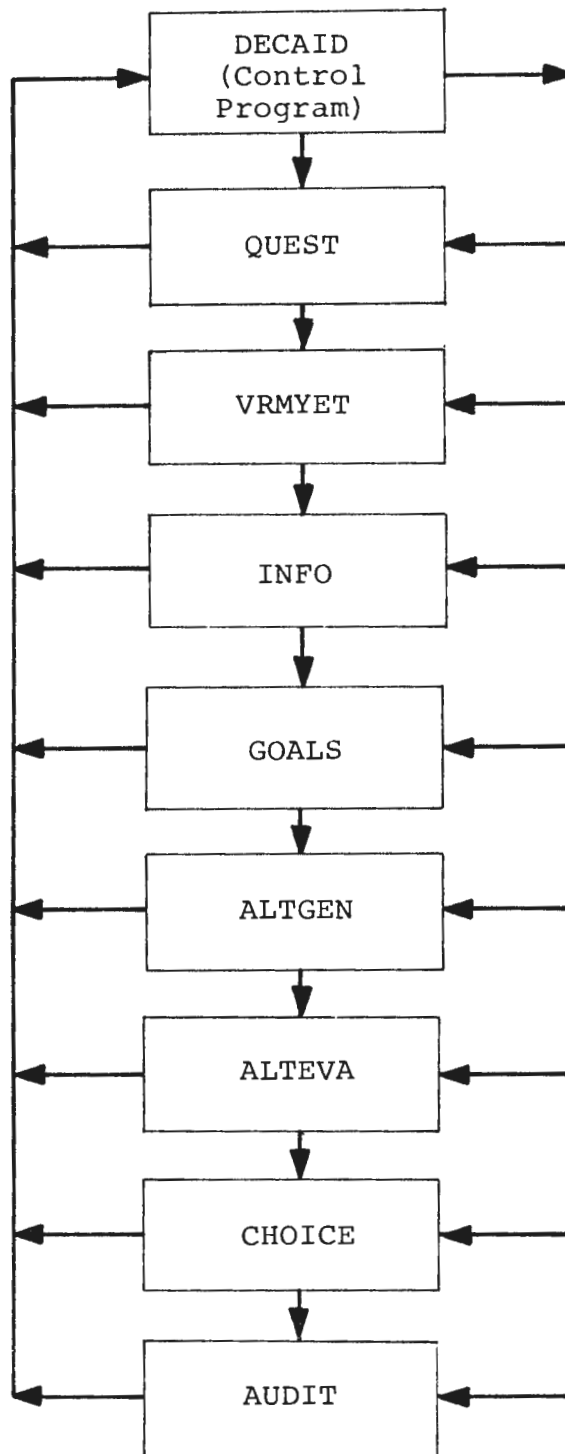 DECAID
(Control
Program)
QUEST
VRMYET
INFO
GOALS
ALTGEN
ALTEVA
CHOICE
AUDIT